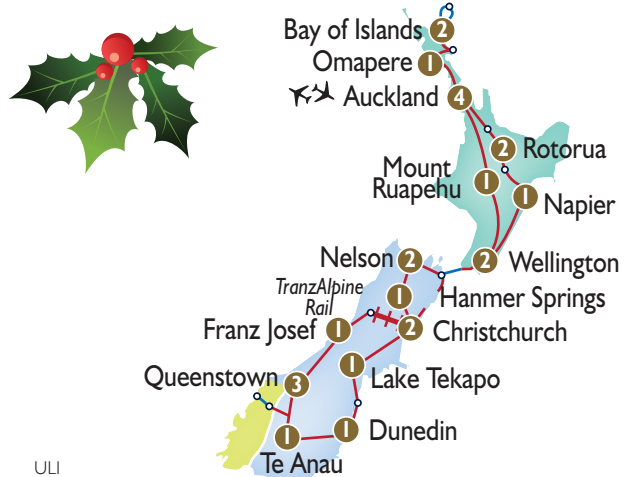 Bay of Islands 2
Omapere 1
Auckland 4
2 Rotorua
Mount
Ruapehu 1
1 Napier
Nelson 2
2 Wellington
TranzAlpine
Rail
1 Hanmer Springs
Franz Josef 1
2 Christchurch
Queenstown 3
1 Lake Tekapo
1 Dunedin
1
Te Anau
ULI